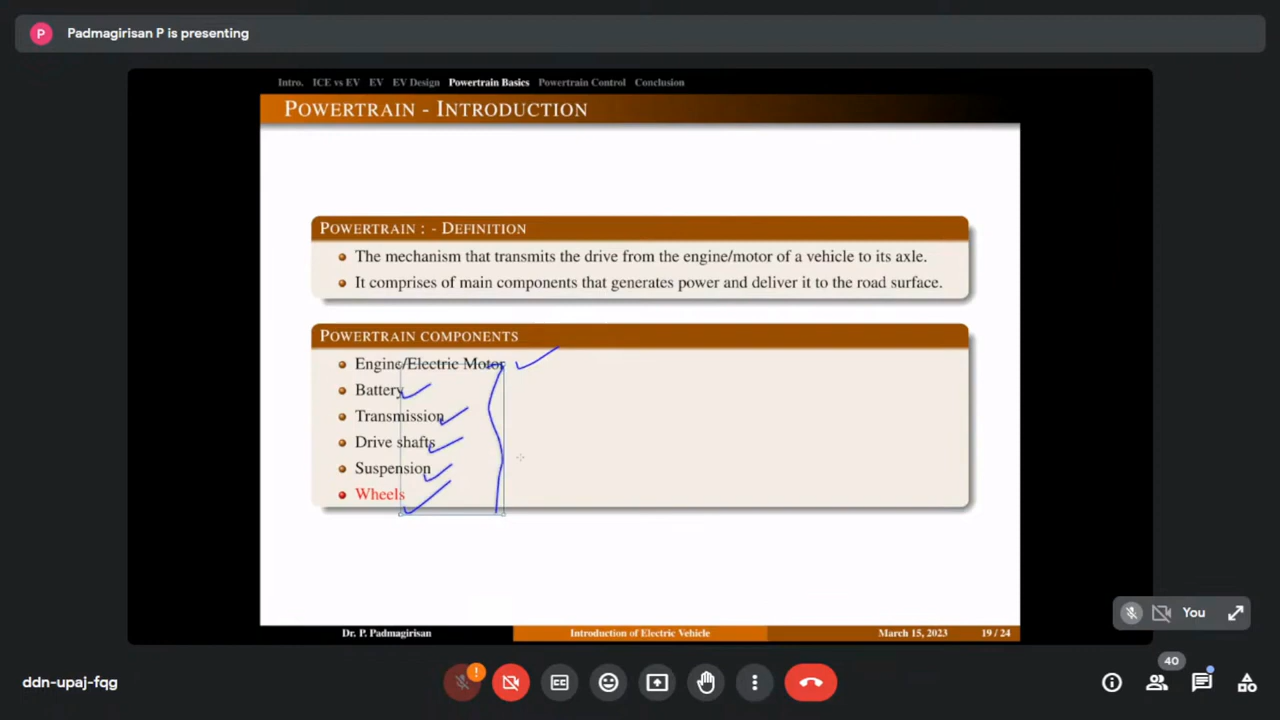 P Padmagirisan P is presenting
Intro. ICE vs EV EV EV Design Powertrain Basics Powertrain Control Conclusion
POWERTRAIN - INTRODUCTION
POWERTRAIN : - DEFINITION
The mechanism that transmits the drive from the engine/motor of a vehicle to its axle.
It comprises of main components that generates power and deliver it to the road surface.
POWERTRAIN COMPONENTS
Engine/Electric Motor
Battery
Transmission
Drive shafts
Suspension
Wheels
You
Dr. P. Padmagirisan Introduction of Electric Vehicle March 15, 2023 19 / 24
40
ddn-upaj-fqg